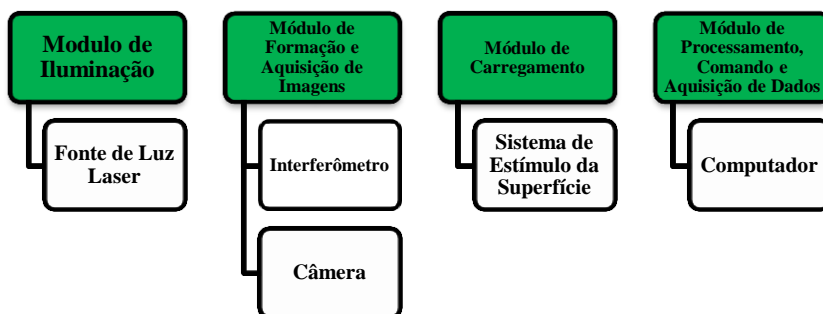 Modulo de
Iluminação
Fonte de Luz
Laser
Módulo de
Formação e
Aquisição de
Imagens
Interferômetro
Câmera
Módulo de
Carregamento
Sistema de
Estímulo da
Superfície
Módulo de
Processamento,
Comando e
Aquisição de Dados
Computador